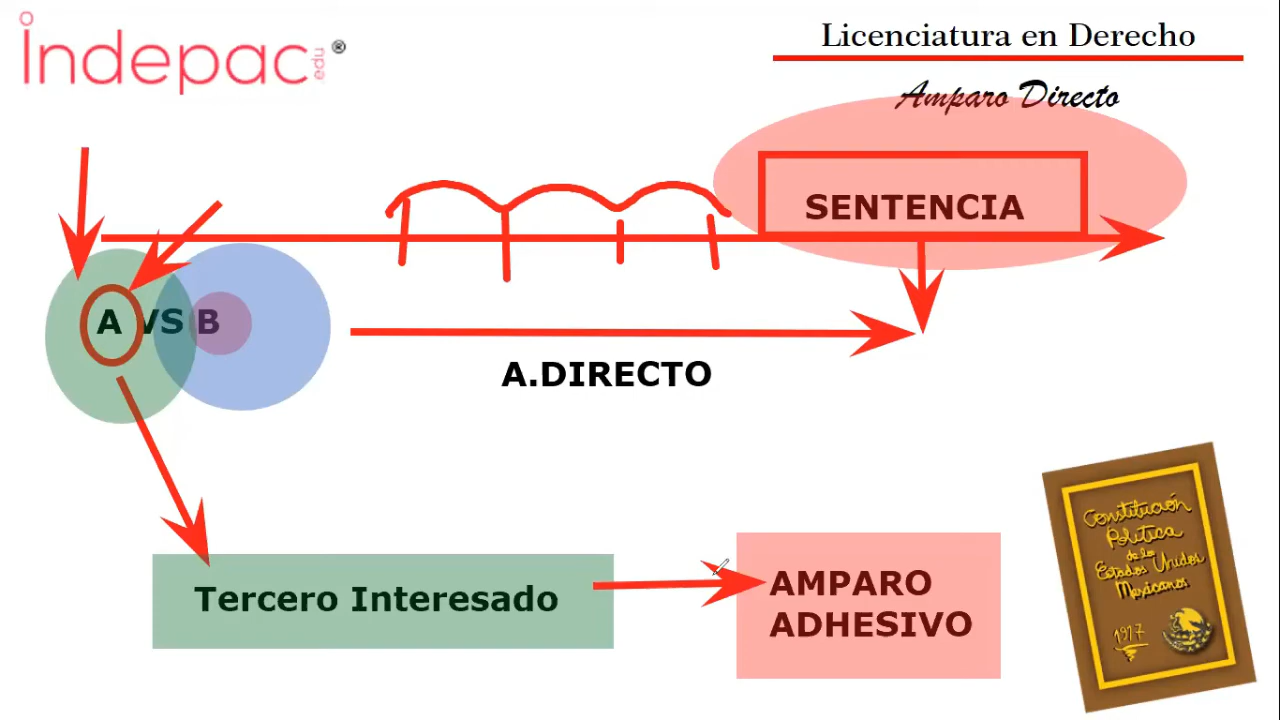 indepac edu ®
Licenciatura en Derecho
Amparo Directo
SENTENCIA
A VS B
A.DIRECTO
Tercero Interesado
AMPARO
ADHESIVO
Constitución
Política
de los
Estados Unidos
Mexicanos
1917